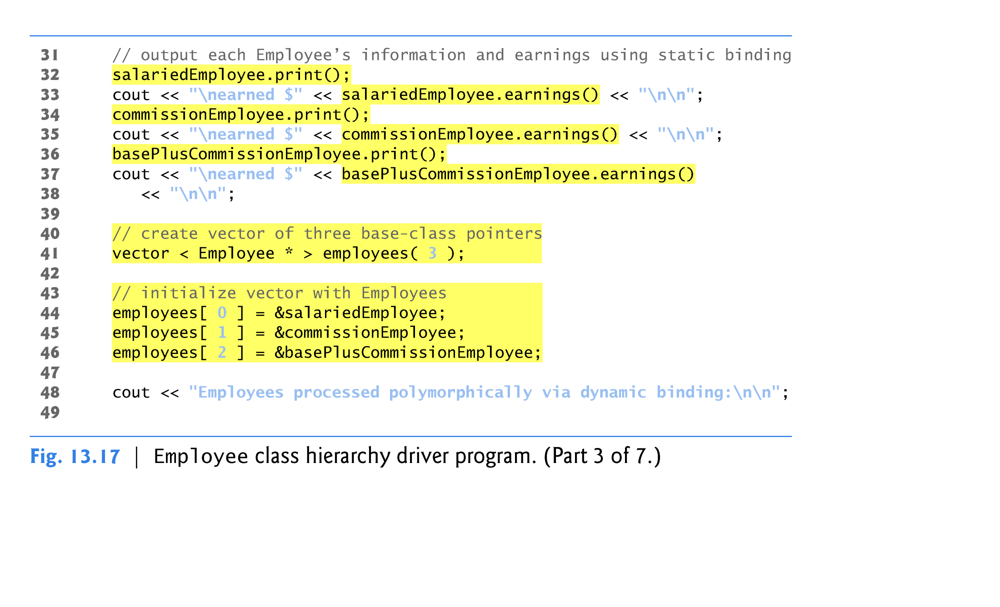 31 // output each Employee’s information and earnings using static binding
32 salariedEmployee.print();
33 cout << "\nearned $" << salariedEmployee.earnings() << "\n\n";
34 commissionEmployee.print();
35 cout << "\nearned $" << commissionEmployee.earnings() << "\n\n";
36 basePlusCommissionEmployee.print();
37 cout << "\nearned $" << basePlusCommissionEmployee.earnings()
38 << "\n\n";
39
40 // create vector of three base-class pointers
41 vector < Employee * > employees( 3 );
42
43 // initialize vector with Employees
44 employees[ 0 ] = &salariedEmployee;
45 employees[ 1 ] = &commissionEmployee;
46 employees[ 2 ] = &basePlusCommissionEmployee;
47
48 cout << "Employees processed polymorphically via dynamic binding:\n\n";
49
Fig. 13.17 | Employee class hierarchy driver program. (Part 3 of 7.)